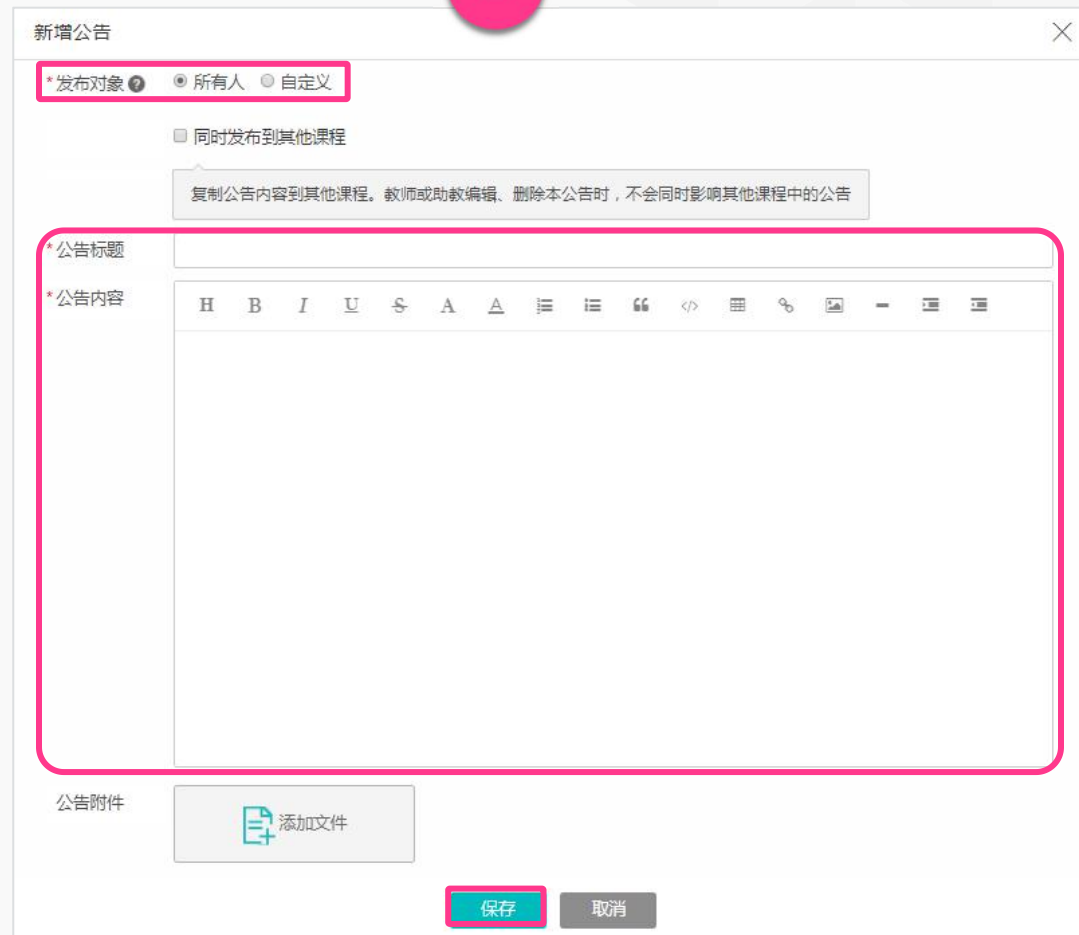 新增公告
*发布对象 ? 所有人 自定义
同时发布到其他课程
复制公告内容到其他课程。教师或助教编辑、删除本公告时，不会同时影响其他课程中的公告
*公告标题
*公告内容 H B I U S A A “ </>
公告附件 添加文件
保存 取消